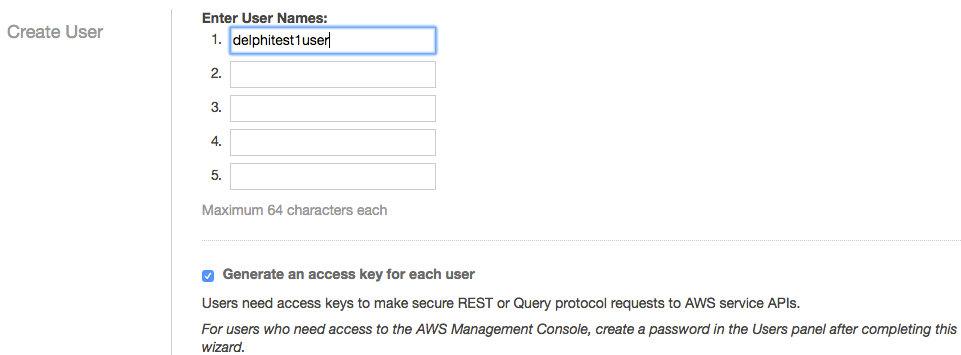 Create User
Enter User Names:
1. delphitest1user
2.
3.
4.
5.
Maximum 64 characters each
Generate an access key for each user
Users need access keys to make secure REST or Query protocol requests to AWS service APIs.
For users who need access to the AWS Management Console, create a password in the Users panel after completing this
wizard.